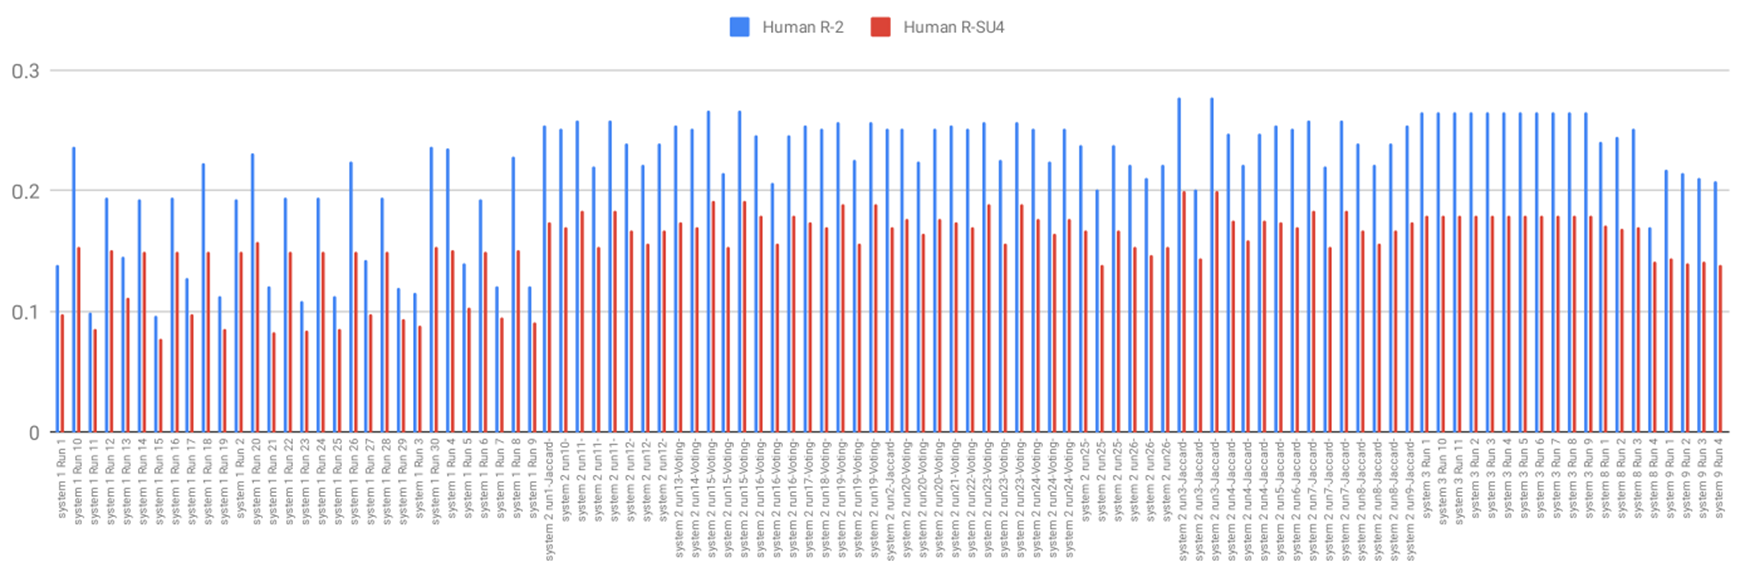 Human R-2
Human R-SU4
0.3
0.2
0.1
0
system 1 Run 1
system 1 Run 10
system 1 Run 11
system 1 Run 12
system 1 Run 13
system 1 Run 14
system 1 Run 15
system 1 Run 16
system 1 Run 17
system 1 Run 18
system 1 Run 19
system 1 Run 2
system 1 Run 20
system 1 Run 21
system 1 Run 22
system 1 Run 23
system 1 Run 24
system 1 Run 25
system 1 Run 26
system 1 Run 27
system 1 Run 28
system 1 Run 29
system 1 Run 3
system 1 Run 30
system 1 Run 4
system 1 Run 5
system 1 Run 6
system 1 Run 7
system 1 Run 8
system 1 Run 9
system 2 run1-Jaccard-
system 2 run10-
system 2 run11-
system 2 run11-
system 2 run11-
system 2 run12-
system 2 run12-
system 2 run12-
system 2 run13-Voting-
system 2 run14-Voting-
system 2 run15-Voting-
system 2 run15-Voting-
system 2 run15-Voting-
system 2 run16-Voting-
system 2 run16-Voting-
system 2 run16-Voting-
system 2 run17-Voting-
system 2 run18-Voting-
system 2 run19-Voting-
system 2 run19-Voting-
system 2 run19-Voting-
system 2 run2-Jaccard-
system 2 run20-Voting-
system 2 run20-Voting-
system 2 run20-Voting-
system 2 run21-Voting-
system 2 run22-Voting-
system 2 run23-Voting-
system 2 run23-Voting-
system 2 run23-Voting-
system 2 run24-Voting-
system 2 run24-Voting-
system 2 run24-Voting-
system 2 run25-
system 2 run25-
system 2 run25-
system 2 run26-
system 2 run26-
system 2 run26-
system 2 run3-Jaccard-
system 2 run3-Jaccard-
system 2 run3-Jaccard-
system 2 run4-Jaccard-
system 2 run4-Jaccard-
system 2 run4-Jaccard-
system 2 run5-Jaccard-
system 2 run6-Jaccard-
system 2 run7-Jaccard-
system 2 run7-Jaccard-
system 2 run7-Jaccard-
system 2 run8-Jaccard-
system 2 run8-Jaccard-
system 2 run8-Jaccard-
system 2 run9-Jaccard-
system 3 Run 1
system 3 Run 10
system 3 Run 11
system 3 Run 2
system 3 Run 3
system 3 Run 4
system 3 Run 5
system 3 Run 6
system 3 Run 7
system 3 Run 8
system 3 Run 9
system 8 Run 1
system 8 Run 2
system 8 Run 3
system 8 Run 4
system 9 Run 1
system 9 Run 2
system 9 Run 3
system 9 Run 4